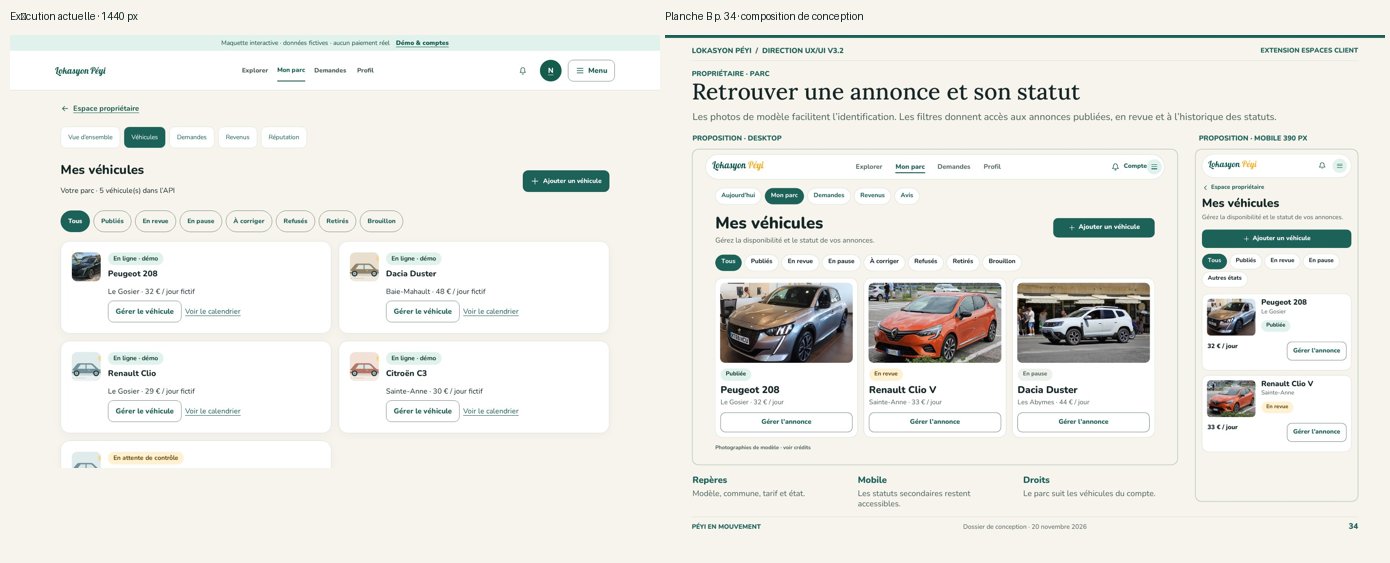 Exécution actuelle · 1440 px
Maquette interactive · données fictives · aucun paiement réel Démo & comptes
Lokasyon Péyi
Explorer Mon parc Demandes Profil
N
Menu
← Espace propriétaire
Vue d'ensemble Véhicules Demandes Revenus Réputation
Mes véhicules
Votre parc · 5 véhicule(s) dans l'API
+ Ajouter un véhicule
Tous Publiés En revue En pause À corriger Refusés Retirés Brouillon
En ligne · démo
Peugeot 208
Le Gosier · 32 € / jour fictif
Gérer le véhicule Voir le calendrier
En ligne · démo
Dacia Duster
Baie-Mahault · 48 € / jour fictif
Gérer le véhicule Voir le calendrier
En ligne · démo
Renault Clio
Le Gosier · 29 € / jour fictif
Gérer le véhicule Voir le calendrier
En ligne · démo
Citroën C3
Sainte-Anne · 30 € / jour fictif
Gérer le véhicule Voir le calendrier
En attente de contrôle
Planche B p. 34 · composition de conception
LOKASYON PÉYI / DIRECTION UX/UI V3.2
EXTENSION ESPACES CLIENT
PROPRIÉTAIRE · PARC
Retrouver une annonce et son statut
Les photos de modèle facilitent l'identification. Les filtres donnent accès aux annonces publiées, en revue et à l'historique des statuts.
PROPOSITION · DESKTOP
Lokasyon Péyi
Explorer Mon parc Demandes Profil
Compte
Aujourd'hui Mon parc Demandes Revenus Avis
Mes véhicules
Gérez la disponibilité et le statut de vos annonces.
+ Ajouter un véhicule
Tous Publiés En revue En pause À corriger Refusés Retirés Brouillon
Publiée
Peugeot 208
Le Gosier · 32 € / jour
Gérer l'annonce
En revue
Renault Clio V
Sainte-Anne · 33 € / jour
Gérer l'annonce
En pause
Dacia Duster
Les Abymes · 44 € / jour
Gérer l'annonce
Photographies de modèle · voir crédits
PROPOSITION · MOBILE 390 PX
Lokasyon Péyi
Espace propriétaire
Mes véhicules
Gérez la disponibilité et le statut de vos annonces.
+ Ajouter un véhicule
Tous Publiés En revue En pause
Autres états
Peugeot 208
Le Gosier
Publiée
32 € / jour
Gérer l'annonce
Renault Clio V
Sainte-Anne
En revue
33 € / jour
Gérer l'annonce
Repères
Modèle, commune, tarif et état.
Mobile
Les statuts secondaires restent
accessibles.
Droits
Le parc suit les véhicules du compte.
PÉYI EN MOUVEMENT
Dossier de conception · 20 novembre 2026
34